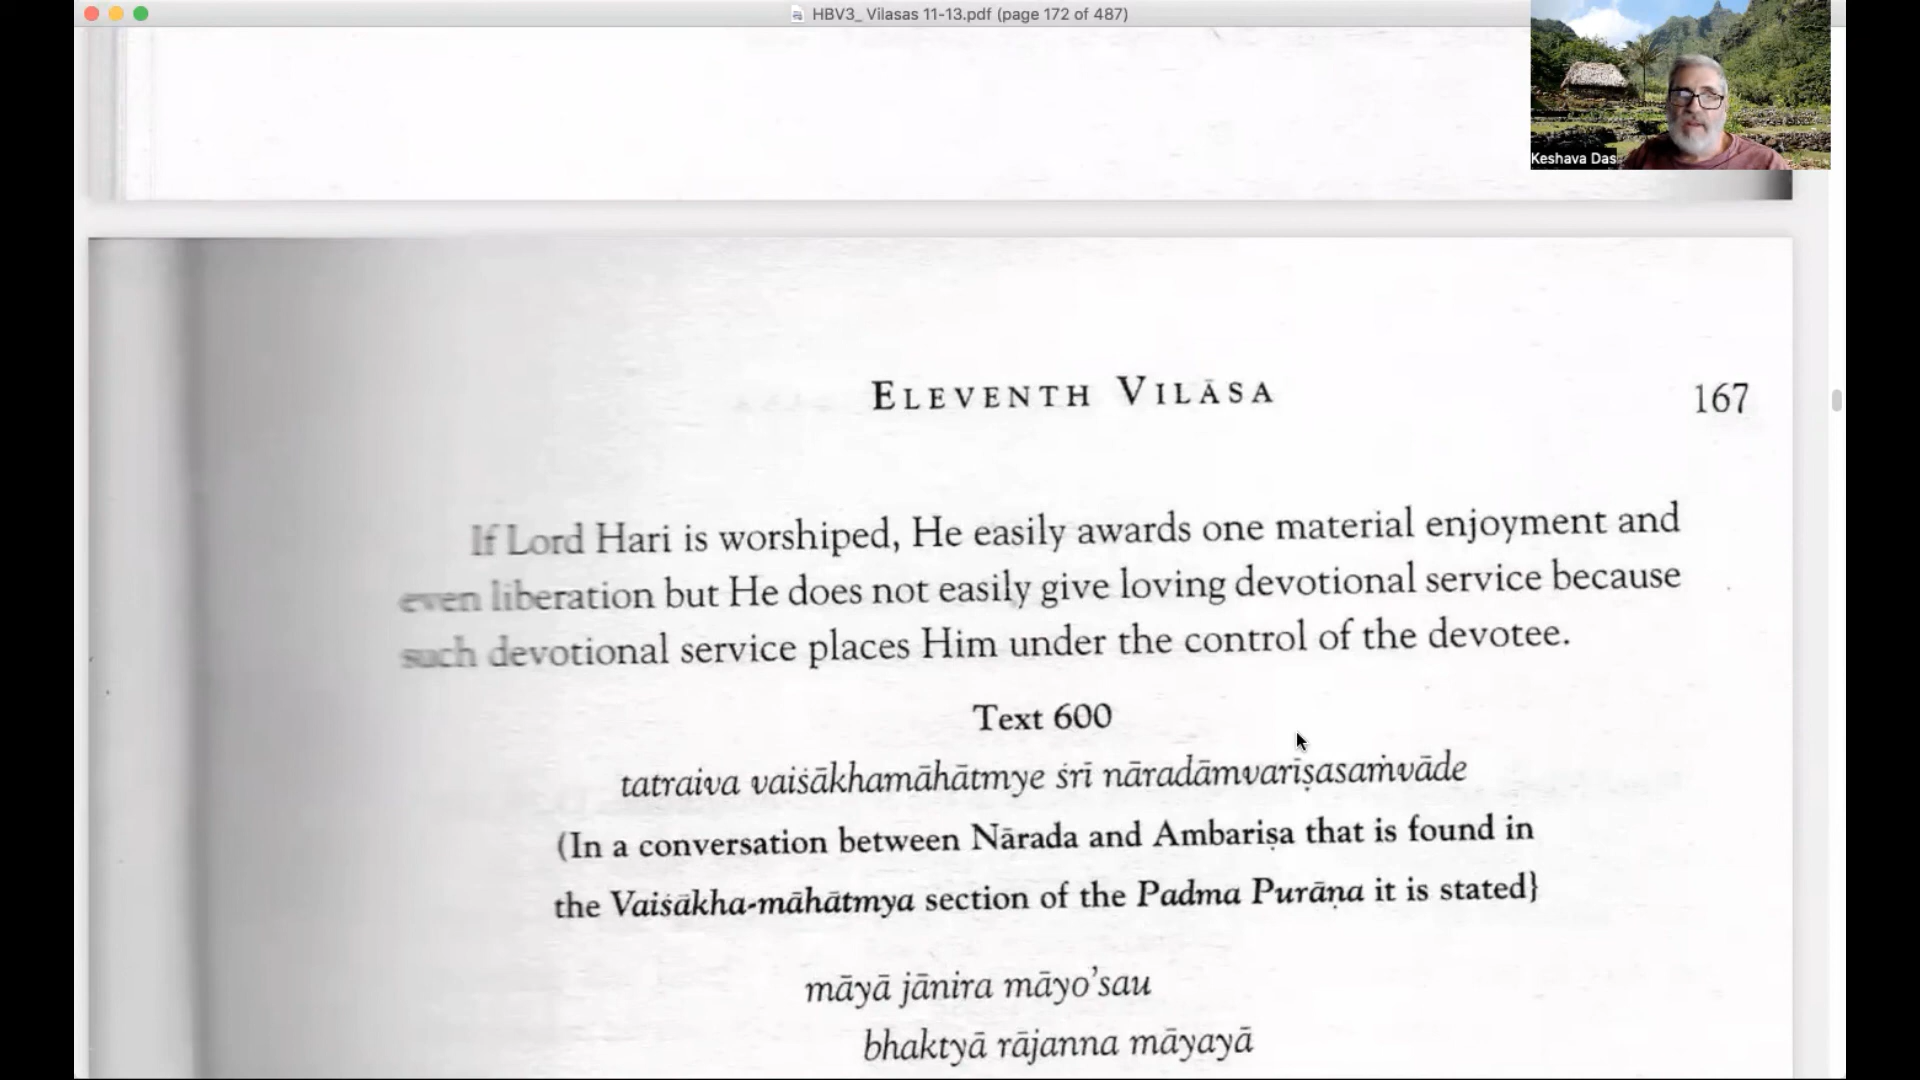 HBV3_ Vilasas 11-13.pdf (page 172 of 487)
Keshava Das
ELEVENTH VILĀSA
167
If Lord Hari is worshiped, He easily awards one material enjoyment and
even liberation but He does not easily give loving devotional service because
such devotional service places Him under the control of the devotee.
Text 600
tatraiva vaiśākhamāhātmye śrī nāradāmvarīṣasaṁvāde
(In a conversation between Nārada and Ambarīṣa that is found in
the Vaiśākha-māhātmya section of the Padma Purāṇa it is stated}
māyā jānira māyo'sau
bhaktyā rājanna māyayā